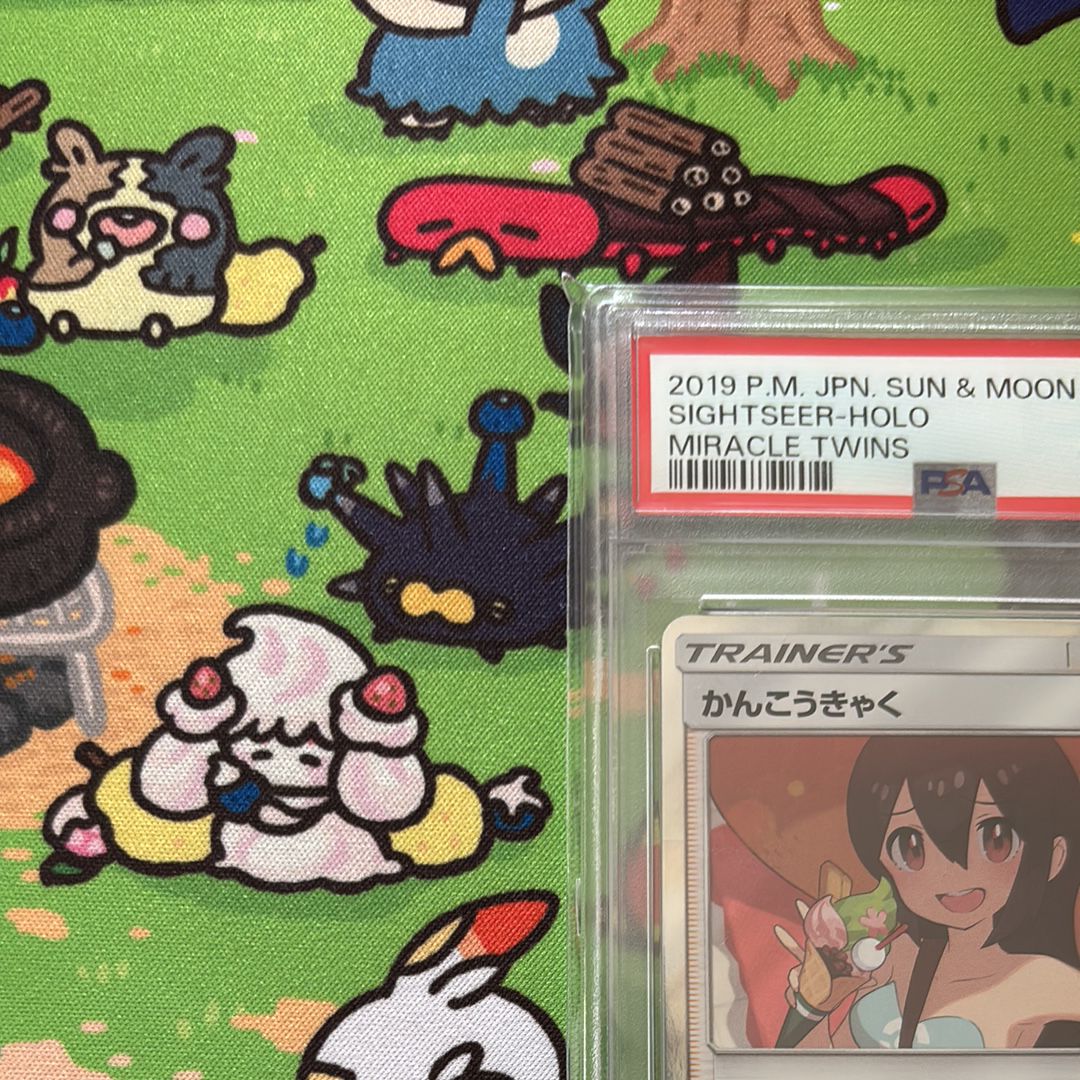 2019 P.M. JPN. SUN & MOON
SIGHTSEER-HOLO
MIRACLE TWINS
PSA
TRAINER'S
かんこうきゃく